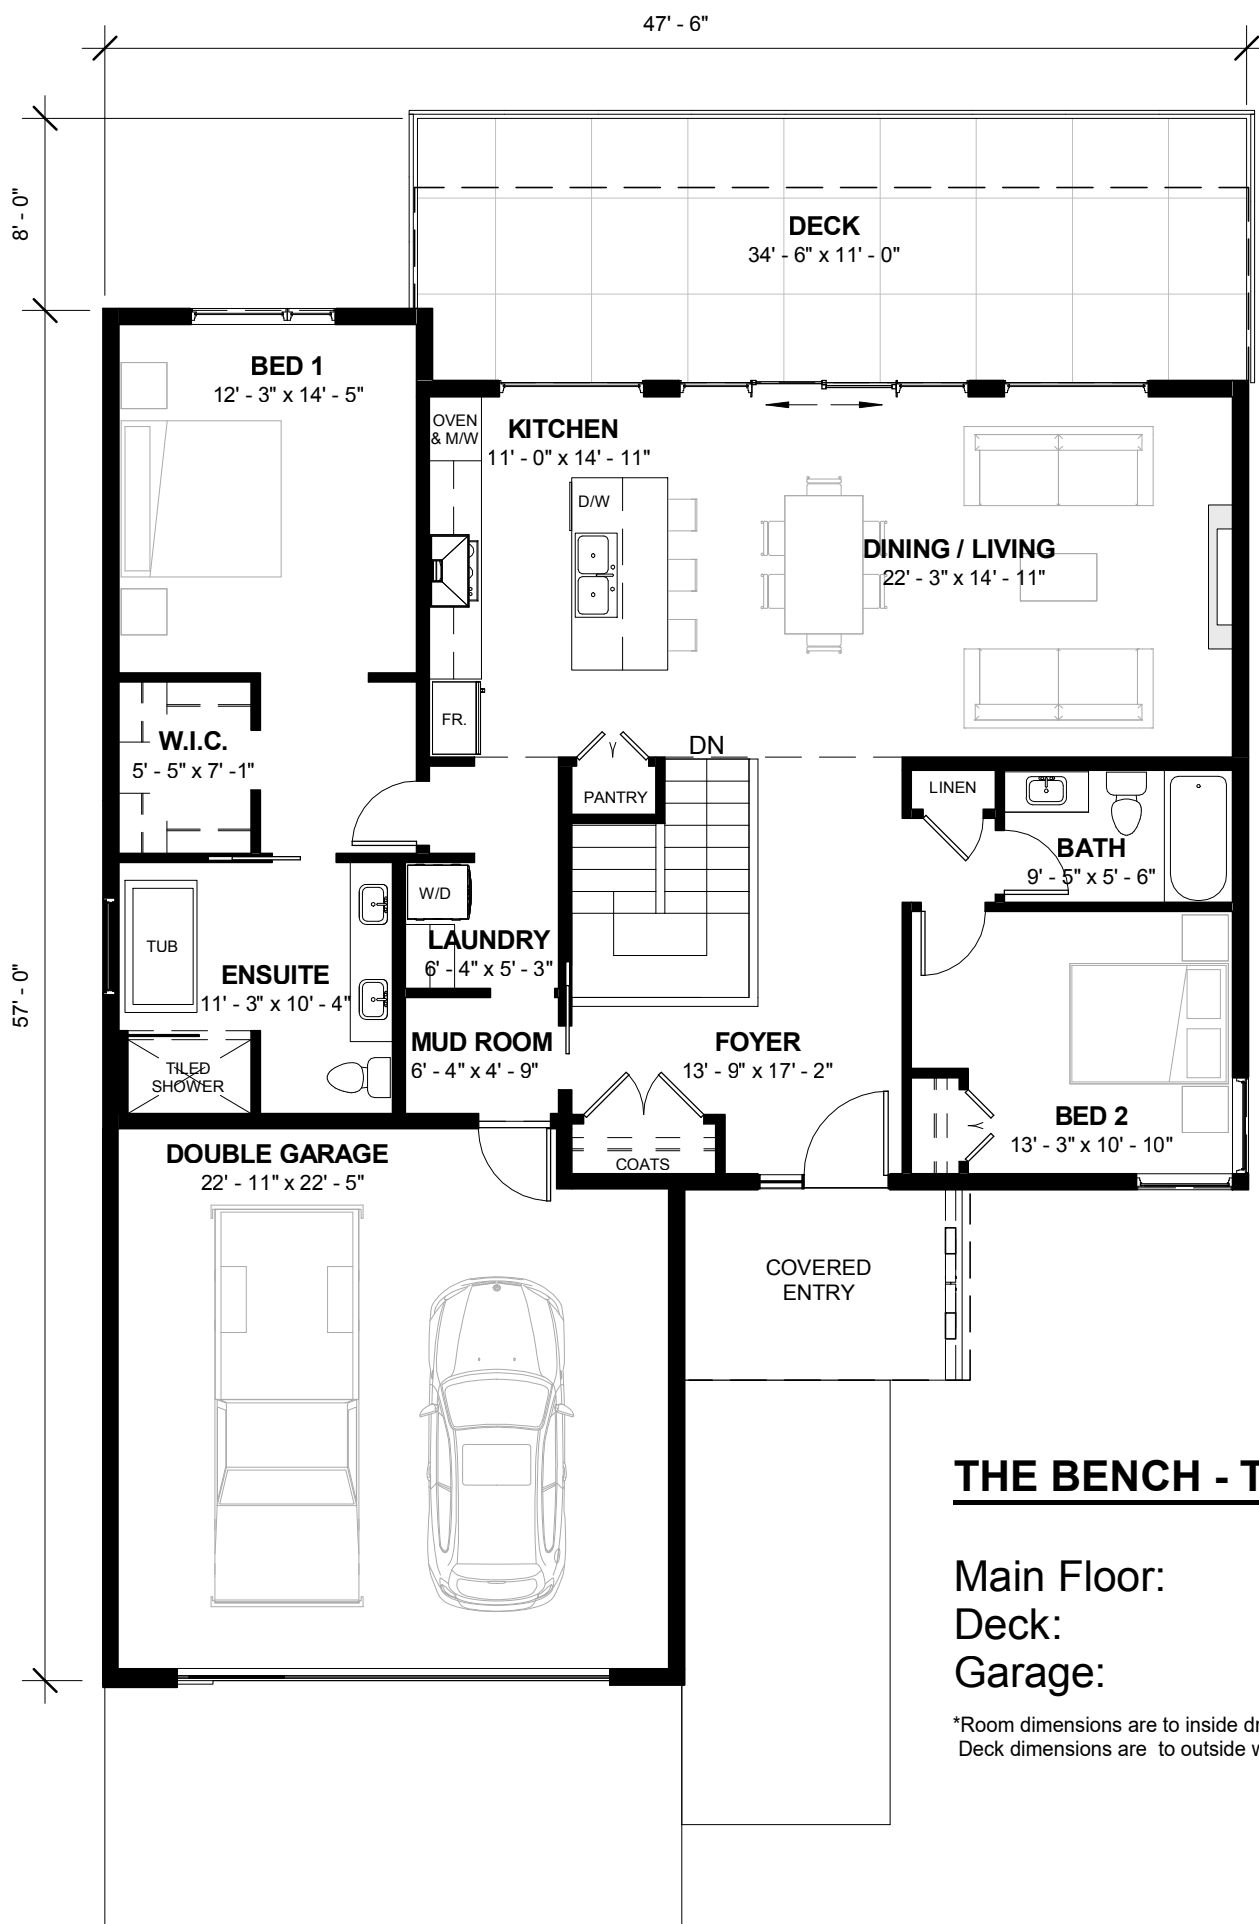 47' - 6"
8' - 0"
DECK
34' - 6" x 11' - 0"
BED 1
12' - 3" x 14' - 5"
OVEN
& M/W
KITCHEN
11' - 0" x 14' - 11"
D/W
DINING / LIVING
22' - 3" x 14' - 11"
FR.
W.I.C.
5' - 5" x 7' -1"
DN
PANTRY
LINEN
BATH
9' - 5" x 5' - 6"
W/D
LAUNDRY
6' - 4" x 5' - 3"
TUB
ENSUITE
11' - 3" x 10' - 4"
57' - 0"
MUD ROOM
6' - 4" x 4' - 9"
FOYER
13' - 9" x 17' - 2"
TILED
SHOWER
BED 2
13' - 3" x 10' - 10"
DOUBLE GARAGE
22' - 11" x 22' - 5"
COATS
COVERED
ENTRY
THE BENCH - T
Main Floor:
Deck:
Garage:
*Room dimensions are to inside
Deck dimensions are to outside